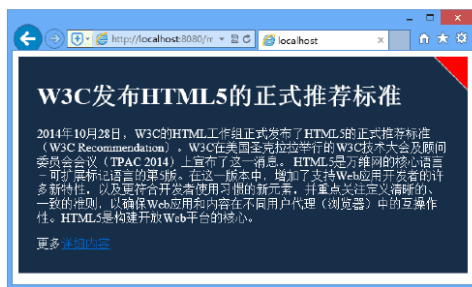 http://localhost:8080/r
localhost
W3C发布HTML5的正式推荐标准
2014年10月28日，W3C的HTML工作组正式发布了HTML5的正式推荐标准
（W3C Recommendation）。W3C在美国圣克拉拉举行的W3C技术大会及顾问
委员会会议（TPAC 2014）上宣布了这一消息。HTML5是万维网的核心语言
－可扩展标记语言的第5版。在这一版本中，增加了支持Web应用开发者的许
多新特性，以及更符合开发者使用习惯的新元素，并重点关注定义清晰的、
一致的准则，以确保Web应用和内容在不同用户代理（浏览器）中的互操作
性。HTML5是构建开放Web平台的核心。
更多详细内容